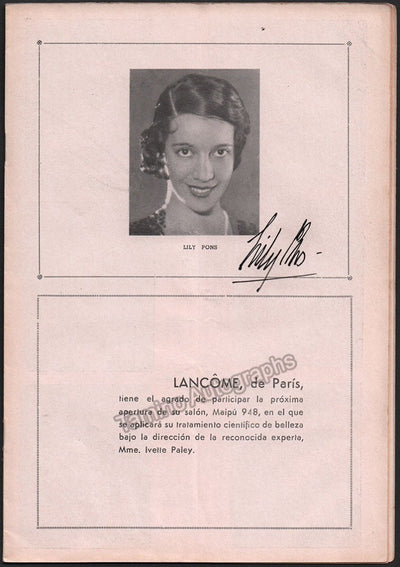 LILY PONS
Lily Pons
LANCÔME, de París,
tiene el agrado de participar la próxima
apertura de su salón, Maipú 948, en el que
se aplicará su tratamiento científico de belleza
bajo la dirección de la reconocida experta,
Mme. Ivette Paley.
Tamino Autographs